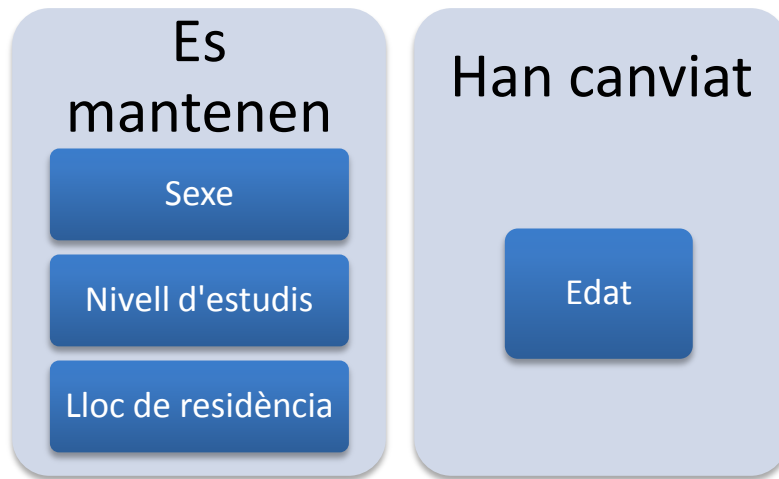 Es
mantenen
Sexe
Nivell d'estudis
Lloc de residència
Han canviat
Edat